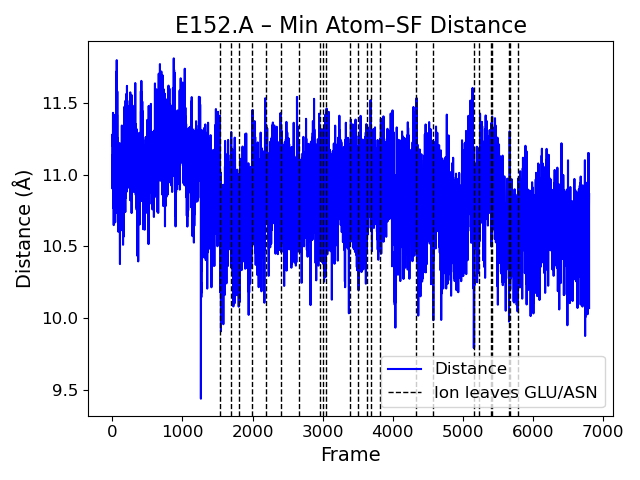 E152.A – Min Atom–SF Distance
Distance (Å)
11.5
11.0
10.5
10.0
9.5
Distance
Ion leaves GLU/ASN
0 1000 2000 3000 4000 5000 6000 7000
Frame